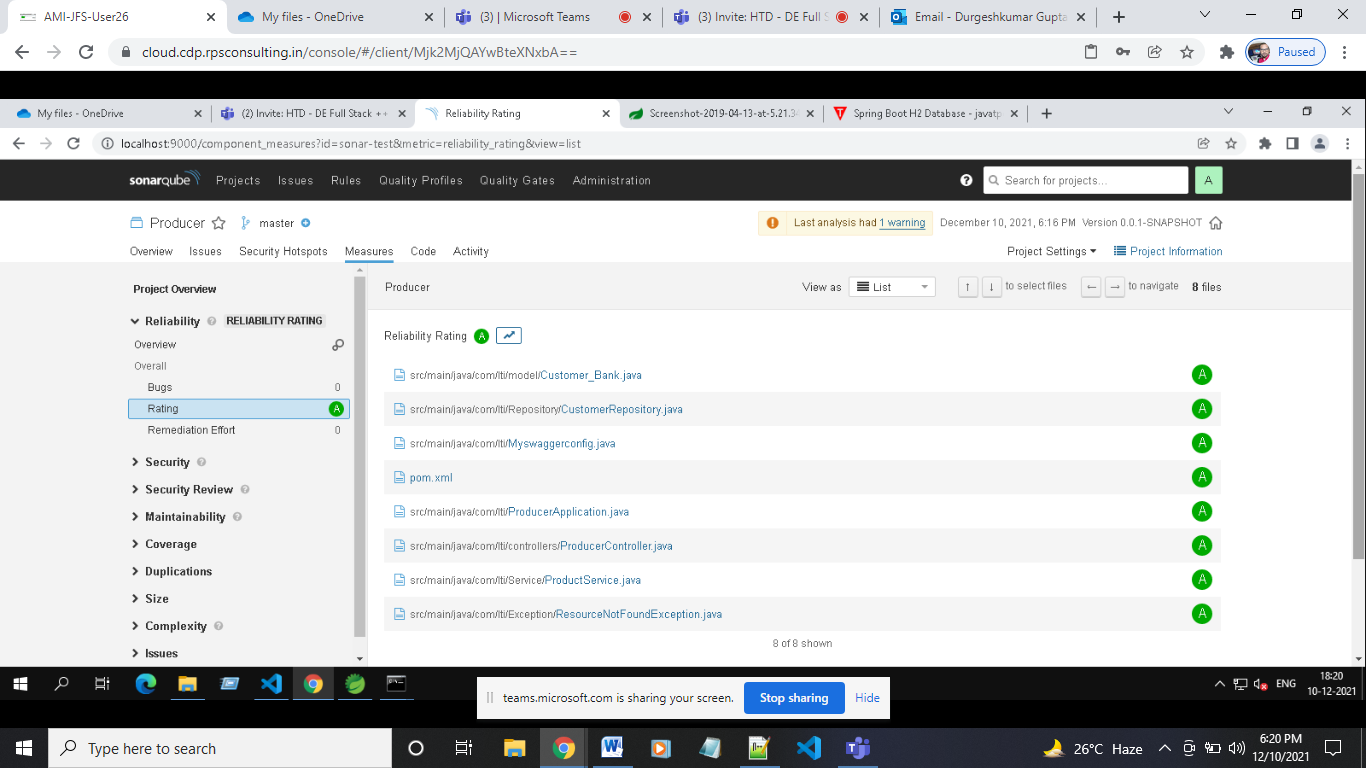 AMI-JFS-User26
My files - OneDrive
(3) | Microsoft Teams
(3) Invite: HTD - DE Full S
Email - Durgeshkumar Gupta
cloud.cdp.rpsconsulting.in/console/#/client/Mjk2MjQAYwBteXNxbA==
Paused
My files - OneDrive
(2) Invite: HTD - DE Full Stack ++
Reliability Rating
Screenshot-2019-04-13-at-5.21.34
Spring Boot H2 Database - javatp
localhost:9000/component_measures?id=sonar-test&metric=reliability_rating&view=list
sonarqube
Projects
Issues
Rules
Quality Profiles
Quality Gates
Administration
?
Search for projects...
A
Producer
master
Last analysis had 1 warning
December 10, 2021, 6:16 PM
Version 0.0.1-SNAPSHOT
Overview
Issues
Security Hotspots
Measures
Code
Activity
Project Settings
Project Information
Project Overview
Producer
View as
List
↑ ↓ to select files
← → to navigate
8 files
Reliability ? RELIABILITY RATING
Overview
Overall
Bugs 0
Rating A
Remediation Effort 0
Security ?
Security Review ?
Maintainability ?
Coverage
Duplications
Size
Complexity ?
Issues
Reliability Rating A
src/main/java/com/lti/model/Customer_Bank.java A
src/main/java/com/lti/Repository/CustomerRepository.java A
src/main/java/com/lti/Myswaggerconfig.java A
pom.xml A
src/main/java/com/lti/ProducerApplication.java A
src/main/java/com/lti/controllers/ProducerController.java A
src/main/java/com/lti/Service/ProductService.java A
src/main/java/com/lti/Exception/ResourceNotFoundException.java A
8 of 8 shown
ENG
18:20
10-12-2021
teams.microsoft.com is sharing your screen.
Stop sharing
Hide
Type here to search
26°C Haze
6:20 PM
12/10/2021